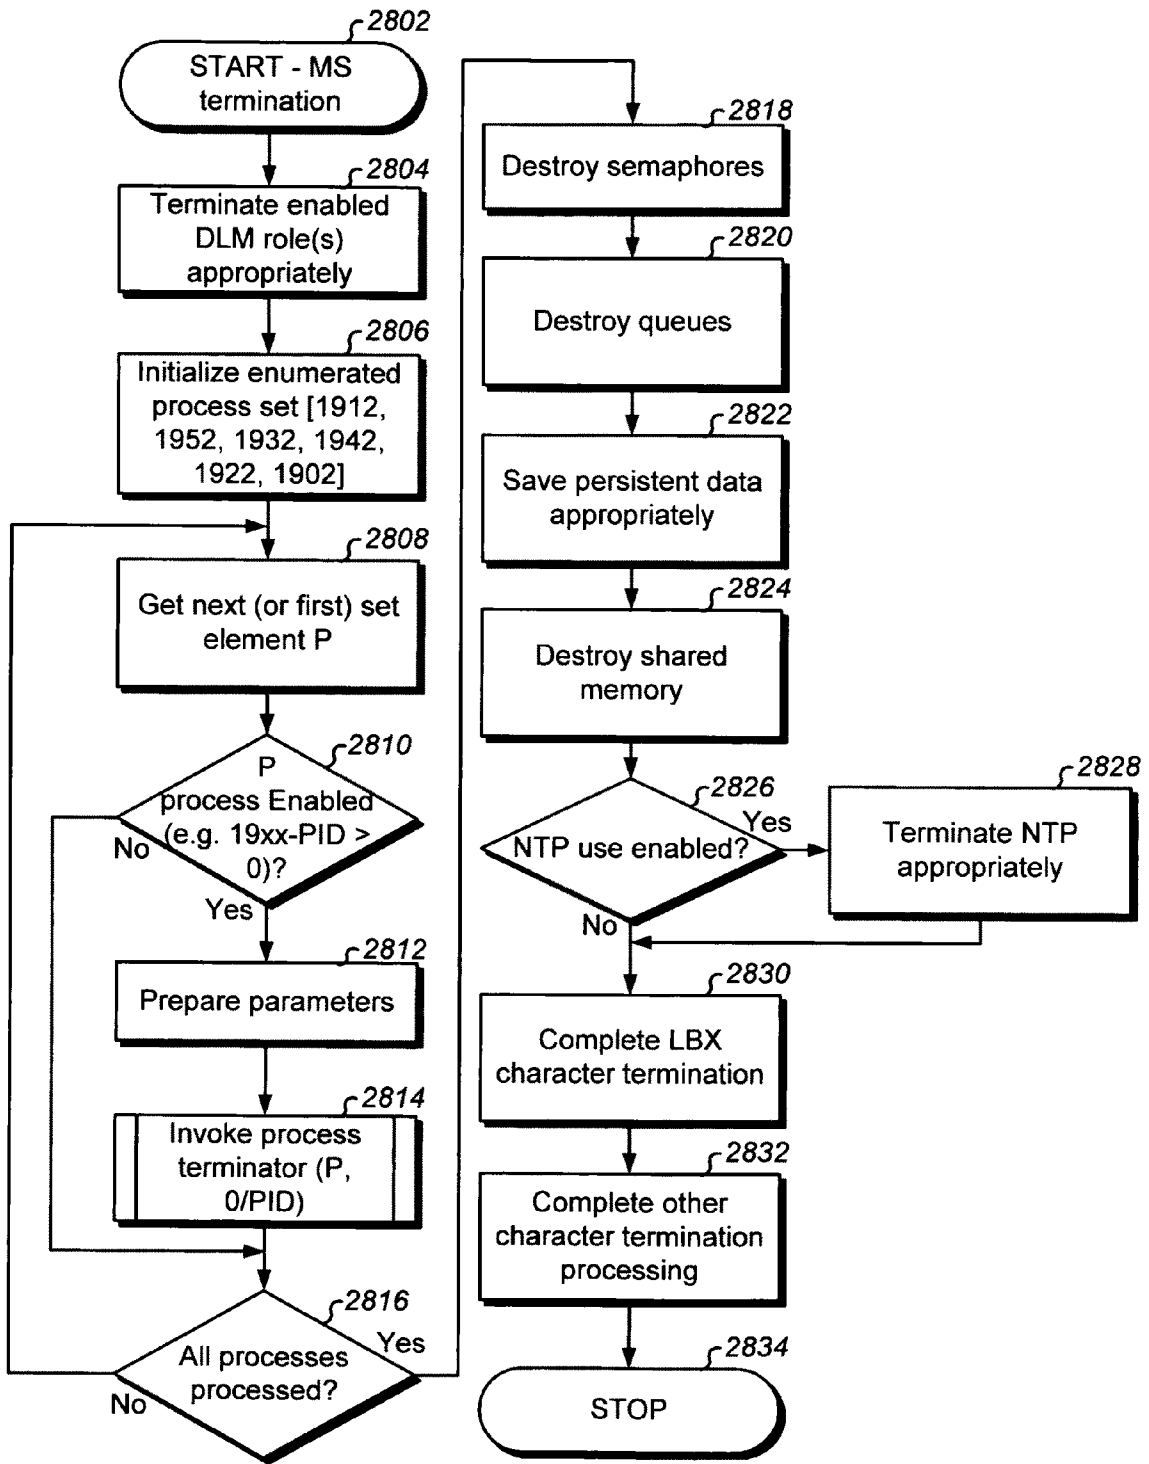 2802
START - MS
termination
2804
Terminate enabled
DLM role(s)
appropriately
2806
Initialize enumerated
process set [1912,
1952, 1932, 1942,
1922, 1902]
2808
Get next (or first) set
element P
2810
P
process Enabled
(e.g. 19xx-PID >
0)?
No
Yes
2812
Prepare parameters
2814
Invoke process
terminator (P,
0/PID)
2816
All processes
processed?
Yes
No
2818
Destroy semaphores
2820
Destroy queues
2822
Save persistent data
appropriately
2824
Destroy shared
memory
2826
NTP use enabled?
Yes
No
2828
Terminate NTP
appropriately
2830
Complete LBX
character termination
2832
Complete other
character termination
processing
2834
STOP